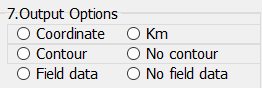 7.Output Options
Coordinate Km
Contour No contour
Field data No field data